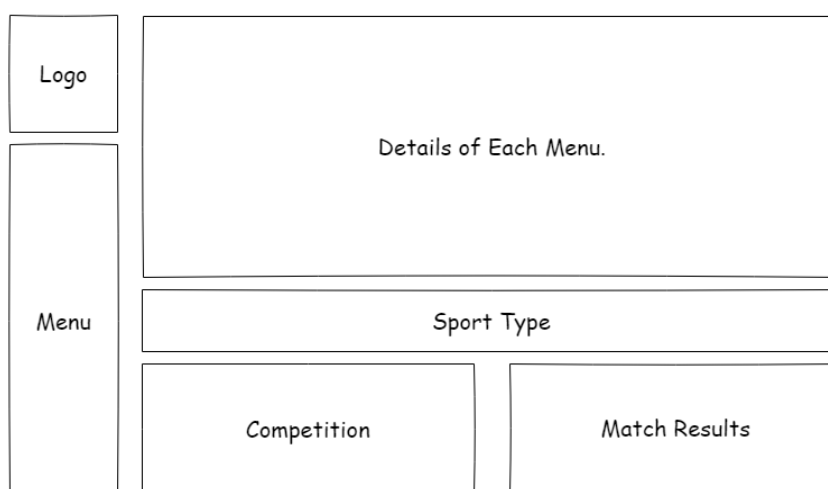 Logo
Details of Each Menu.
Menu
Sport Type
Competition
Match Results